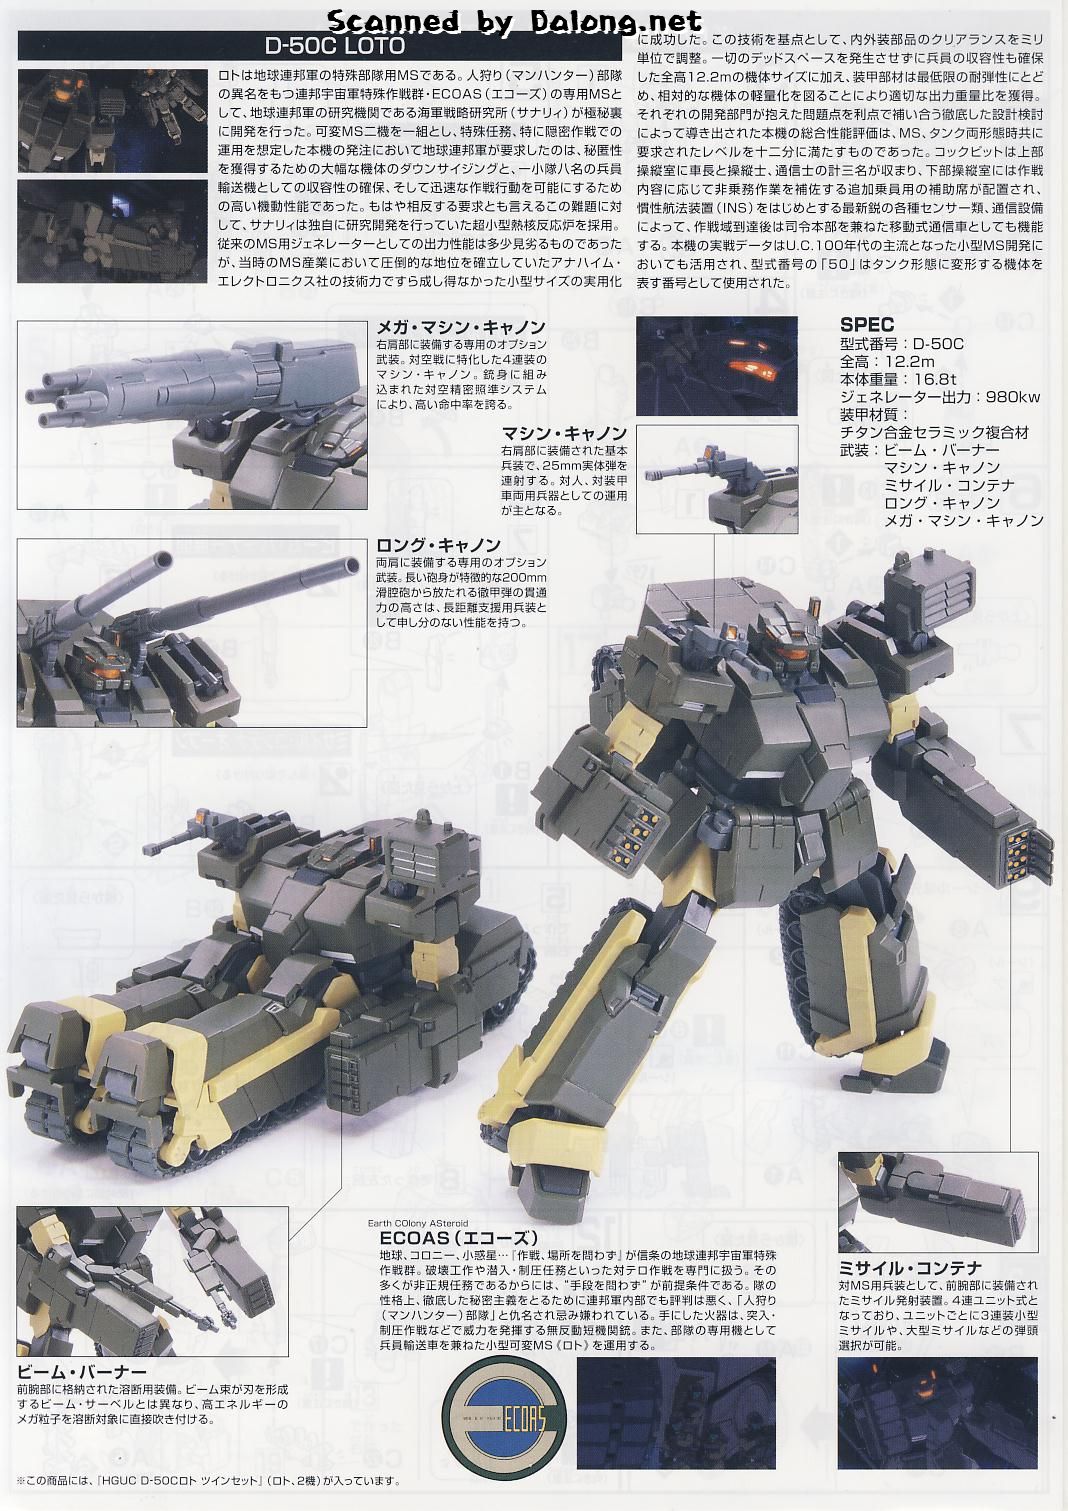 Scanned by Dalong.net
D-50C LOTO
ロトは地球連邦軍の特殊部隊用MSである。人狩り(マンハンター)部隊
の異名をもつ連邦宇宙軍特殊作戦群・ECOAS(エコーズ)の専用MSと
して、地球連邦軍の研究機関である海軍戦略研究所(サナリィ)が極秘裏
に開発を行った。可変MS二機を一組とし、特殊任務、特に隠密作戦での
運用を想定した本機の発注において地球連邦軍が要求したのは、秘匿性
を獲得するための大幅な機体のダウンサイジングと、一小隊八名の兵員
輸送機としての収容性の確保、そして迅速な作戦行動を可能にするため
の高い機動性能であった。もはや相反する要求とも言えるこの難題に対
して、サナリィは独自に研究開発を行っていた超小型熱核反応炉を採用。
従来のMS用ジェネレーターとしての出力性能は多少見劣るものであった
が、当時のMS産業において圧倒的な地位を確立していたアナハイム・
エレクトロニクス社の技術力ですら成し得なかった小型サイズの実用化
に成功した。この技術を基点として、内外装部品のクリアランスをミリ
単位で調整。一切のデッドスペースを発生させずに兵員の収容性も確保
した全高12.2mの機体サイズに加え、装甲部材は最低限の耐弾性にとど
め、相対的な機体の軽量化を図ることにより適切な出力重量比を獲得。
それぞれの開発部門が抱えた問題点を利点で補い合う徹底した設計検討
によって導き出された本機の総合性能評価は、MS、タンク両形態時共に
要求されたレベルを十二分に満たすものであった。コックピットは上部
操縦室に車長と操縦士、通信士の計三名が収まり、下部操縦室には作戦
内容に応じて非乗務作業を補佐する追加乗員用の補助席が配置され、
慣性航法装置(INS)をはじめとする最新鋭の各種センサー類、通信設備
によって、作戦域到達後は司令本部を兼ねた移動式通信車としても機能
する。本機の実戦データはU.C.100年代の主流となった小型MS開発に
おいても活用され、型式番号の「50」はタンク形態に変形する機体を
表す番号として使用された。
メガ・マシン・キャノン
右肩部に装備する専用のオプション
武装。対空戦に特化した4連装の
マシン・キャノン。銃身に組み
込まれた対空精密照準システム
により、高い命中率を誇る。
マシン・キャノン
右肩部に装備された基本
兵装で、25mm実体弾を
連射する。対人、対装甲
車両用兵器としての運用
が主となる。
SPEC
型式番号：D-50C
全高：12.2m
本体重量：16.8t
ジェネレーター出力：980kw
装甲材質：
チタン合金セラミック複合材
武装：ビーム・バーナー
マシン・キャノン
ミサイル・コンテナ
ロング・キャノン
メガ・マシン・キャノン
ロング・キャノン
両肩に装備する専用のオプション
武装。長い砲身が特徴的な200mm
滑腔砲から放たれる徹甲弾の貫通
力の高さは、長距離支援用兵装と
して申し分のない性能を持つ。
Earth COlony ASteroid
ECOAS(エコーズ)
地球、コロニー、小惑星…『作戦、場所を問わず』が信条の地球連邦宇宙軍特殊
作戦群。破壊工作や潜入・制圧任務といった対テロ作戦を専門に扱う。その
多くが非正規任務であるからには、“手段を問わず”が前提条件である。隊
の性格上、徹底した秘密主義をとるために連邦軍内部でも評判は悪く、「人狩り
(マンハンター)部隊」と仇名され忌み嫌われている。手にした火器は、突入・
制圧作戦などで威力を発揮する無反動短機関銃。また、部隊の専用機として
兵員輸送車を兼ねた小型可変MS《ロト》を運用する。
ECOAS
ミサイル・コンテナ
対MS用兵装として、前腕部に装備され
たミサイル発射装置。4連ユニット式と
なっており、ユニットごとに3連装小型
ミサイルや、大型ミサイルなどの弾頭
選択が可能。
ビーム・バーナー
前腕部に格納された溶断用装備。ビーム束が刃を形成
するビーム・サーベルとは異なり、高エネルギーの
メガ粒子を溶断対象に直接吹き付ける。
※この商品には、『HGUC D-50Cロト ツインセット』(ロト、2機)が入っています。